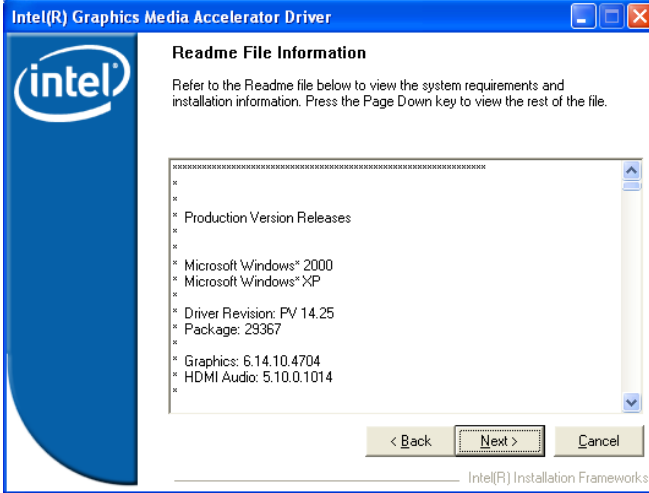 Intel(R) Graphics Media Accelerator Driver
intel
Readme File Information
Refer to the Readme file below to view the system requirements and
installation information. Press the Page Down key to view the rest of the file.
*****************************************************************
*
*
* Production Version Releases
*
*
* Microsoft Windows* 2000
* Microsoft Windows* XP
*
* Driver Revision: PV 14.25
* Package: 29367
*
* Graphics: 6.14.10.4704
* HDMI Audio: 5.10.0.1014
*
< Back
Next >
Cancel
Intel(R) Installation Frameworks